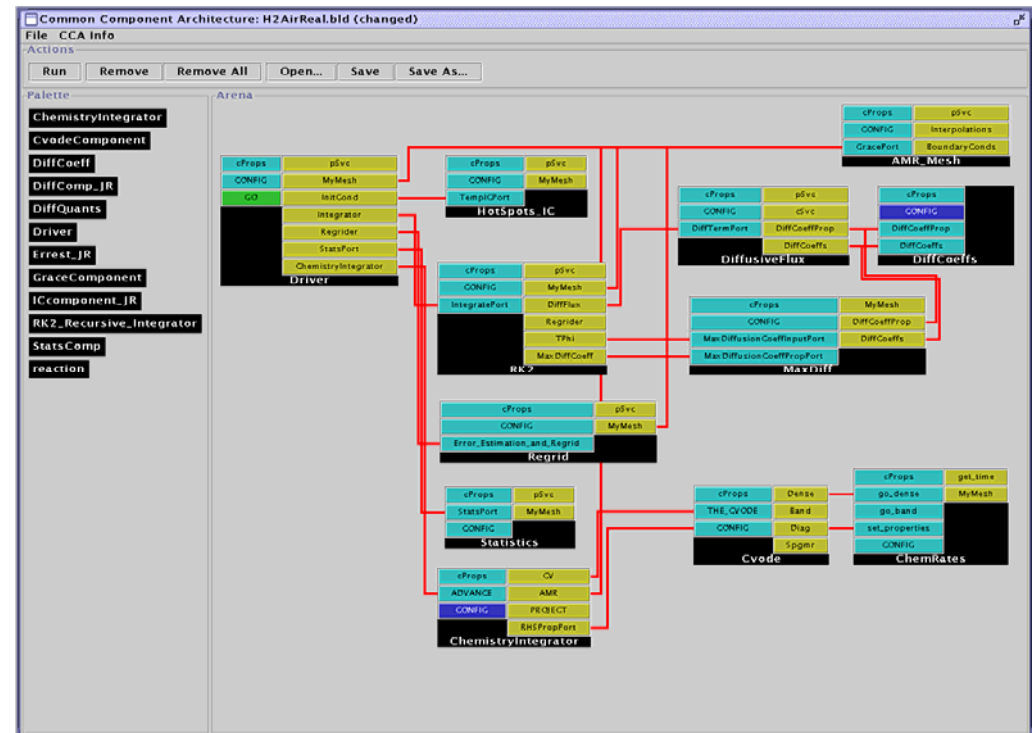 Common Component Architecture: H2AirReal.bld (changed)
File CCA Info
Actions
Run Remove Remove All Open... Save Save As...
Palette
ChemistryIntegrator
CvodeComponent
DiffCoeff
DiffComp_JR
DiffQuants
Driver
Errest_JR
GraceComponent
ICcomponent_JR
RK2_Recursive_Integrator
StatsComp
reaction
Arena
cProps pSvc
CONFIG MyMesh
GO InitCond
Integrator
Regrider
StatsPort
ChemistryIntegrator
Driver
cProps pSvc
CONFIG MyMesh
TempICPort
HotSpots_IC
cProps pSvc
CONFIG Interpolations
GracePort BoundaryConds
AMR_Mesh
cProps pSvc
CONFIG cSvc
DiffTermPort DiffCoeffProp
DiffCoeffs
DiffusiveFlux
cProps
CONFIG
DiffCoeffProp
DiffCoeffs
DiffCoeffs
cProps pSvc
CONFIG MyMesh
IntegratePort DiffFlux
Regrider
TPhi
MaxDiffCoeff
RK2
cProps MyMesh
CONFIG DiffCoeffProp
MaxDiffusionCoeffInputPort DiffCoeffs
MaxDiffusionCoeffPropPort
MaxDiff
cProps pSvc
CONFIG MyMesh
Error_Estimation_and_Regrid
Regrid
cProps pSvc
StatsPort MyMesh
CONFIG
Statistics
cProps Dense
THE_CVODE Band
CONFIG Diag
Spgmr
Cvode
cProps get_time
go_dense MyMesh
go_band
set_properties
CONFIG
ChemRates
cProps CV
ADVANCE AMR
CONFIG PROJECT
RHSPropPort
ChemistryIntegrator